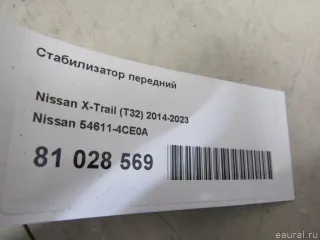 Стабилизатор передний
Nissan X-Trail (T32) 2014-2023
Nissan 54611-4CE0A
81 028 569
eaural.ru